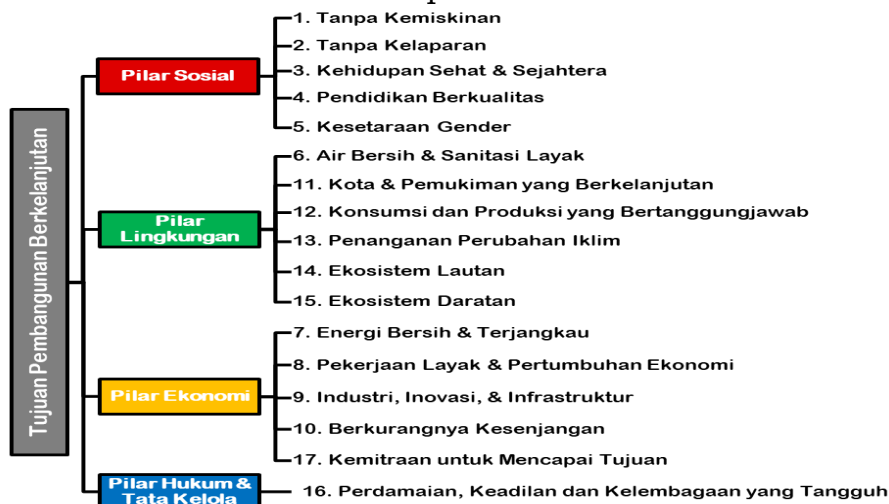 Tujuan Pembangunan Berkelanjutan
Pilar Sosial
1. Tanpa Kemiskinan
2. Tanpa Kelaparan
3. Kehidupan Sehat & Sejahtera
4. Pendidikan Berkualitas
5. Kesetaraan Gender
Pilar
Lingkungan
6. Air Bersih & Sanitasi Layak
11. Kota & Pemukiman yang Berkelanjutan
12. Konsumsi dan Produksi yang Bertanggungjawab
13. Penanganan Perubahan Iklim
14. Ekosistem Lautan
15. Ekosistem Daratan
Pilar Ekonomi
7. Energi Bersih & Terjangkau
8. Pekerjaan Layak & Pertumbuhan Ekonomi
9. Industri, Inovasi, & Infrastruktur
10. Berkurangnya Kesenjangan
17. Kemitraan untuk Mencapai Tujuan
Pilar Hukum &
Tata Kelola
16. Perdamaian, Keadilan dan Kelembagaan yang Tangguh